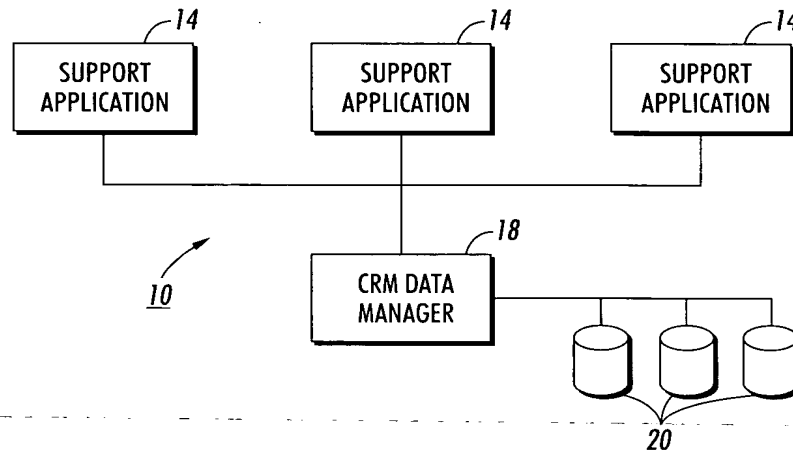 14
14
14
SUPPORT
APPLICATION
SUPPORT
APPLICATION
SUPPORT
APPLICATION
18
10
CRM DATA
MANAGER
20